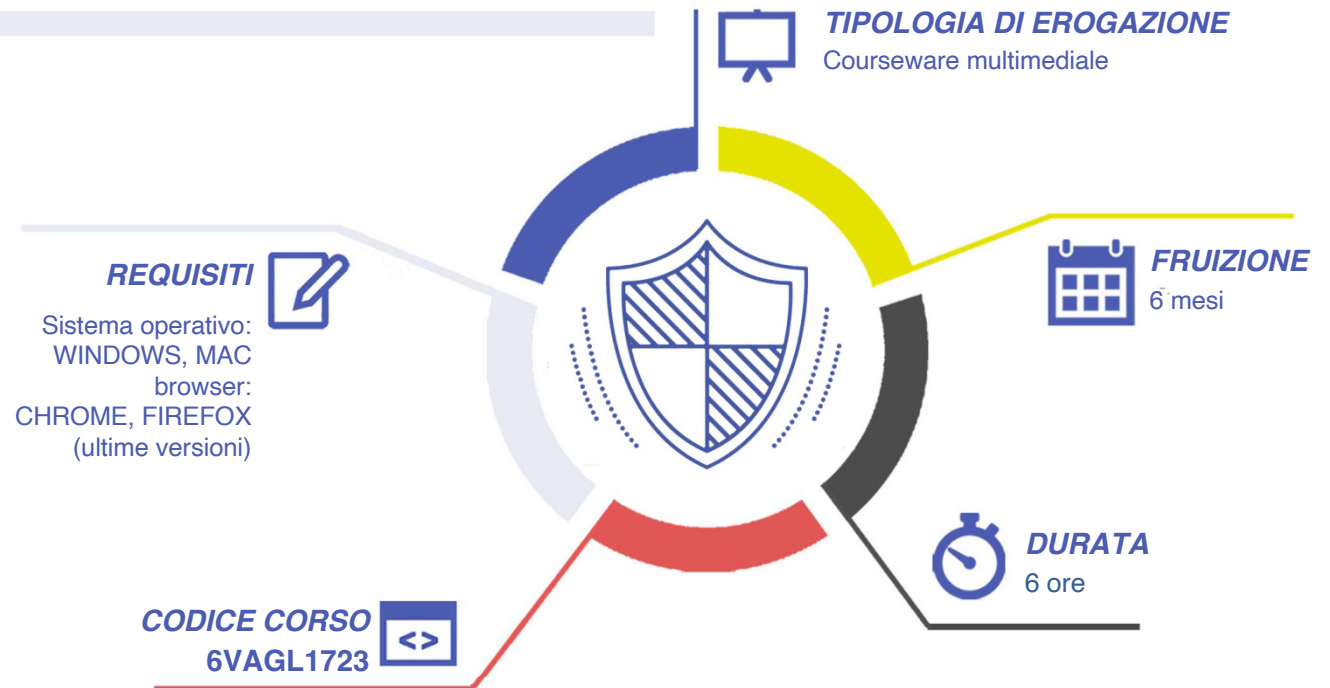 TIPOLOGIA DI EROGAZIONE
Courseware multimediale
REQUISITI
Sistema operativo:
WINDOWS, MAC
browser:
CHROME, FIREFOX
(ultime versioni)
FRUIZIONE
6 mesi
DURATA
6 ore
CODICE CORSO
6VAGL1723